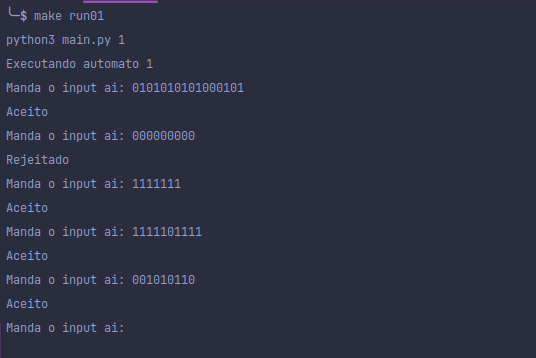 ╰─$ make run01
python3 main.py 1
Executando automato 1
Manda o input ai: 0101010101000101
Aceito
Manda o input ai: 000000000
Rejeitado
Manda o input ai: 1111111
Aceito
Manda o input ai: 1111101111
Aceito
Manda o input ai: 001010110
Aceito
Manda o input ai: